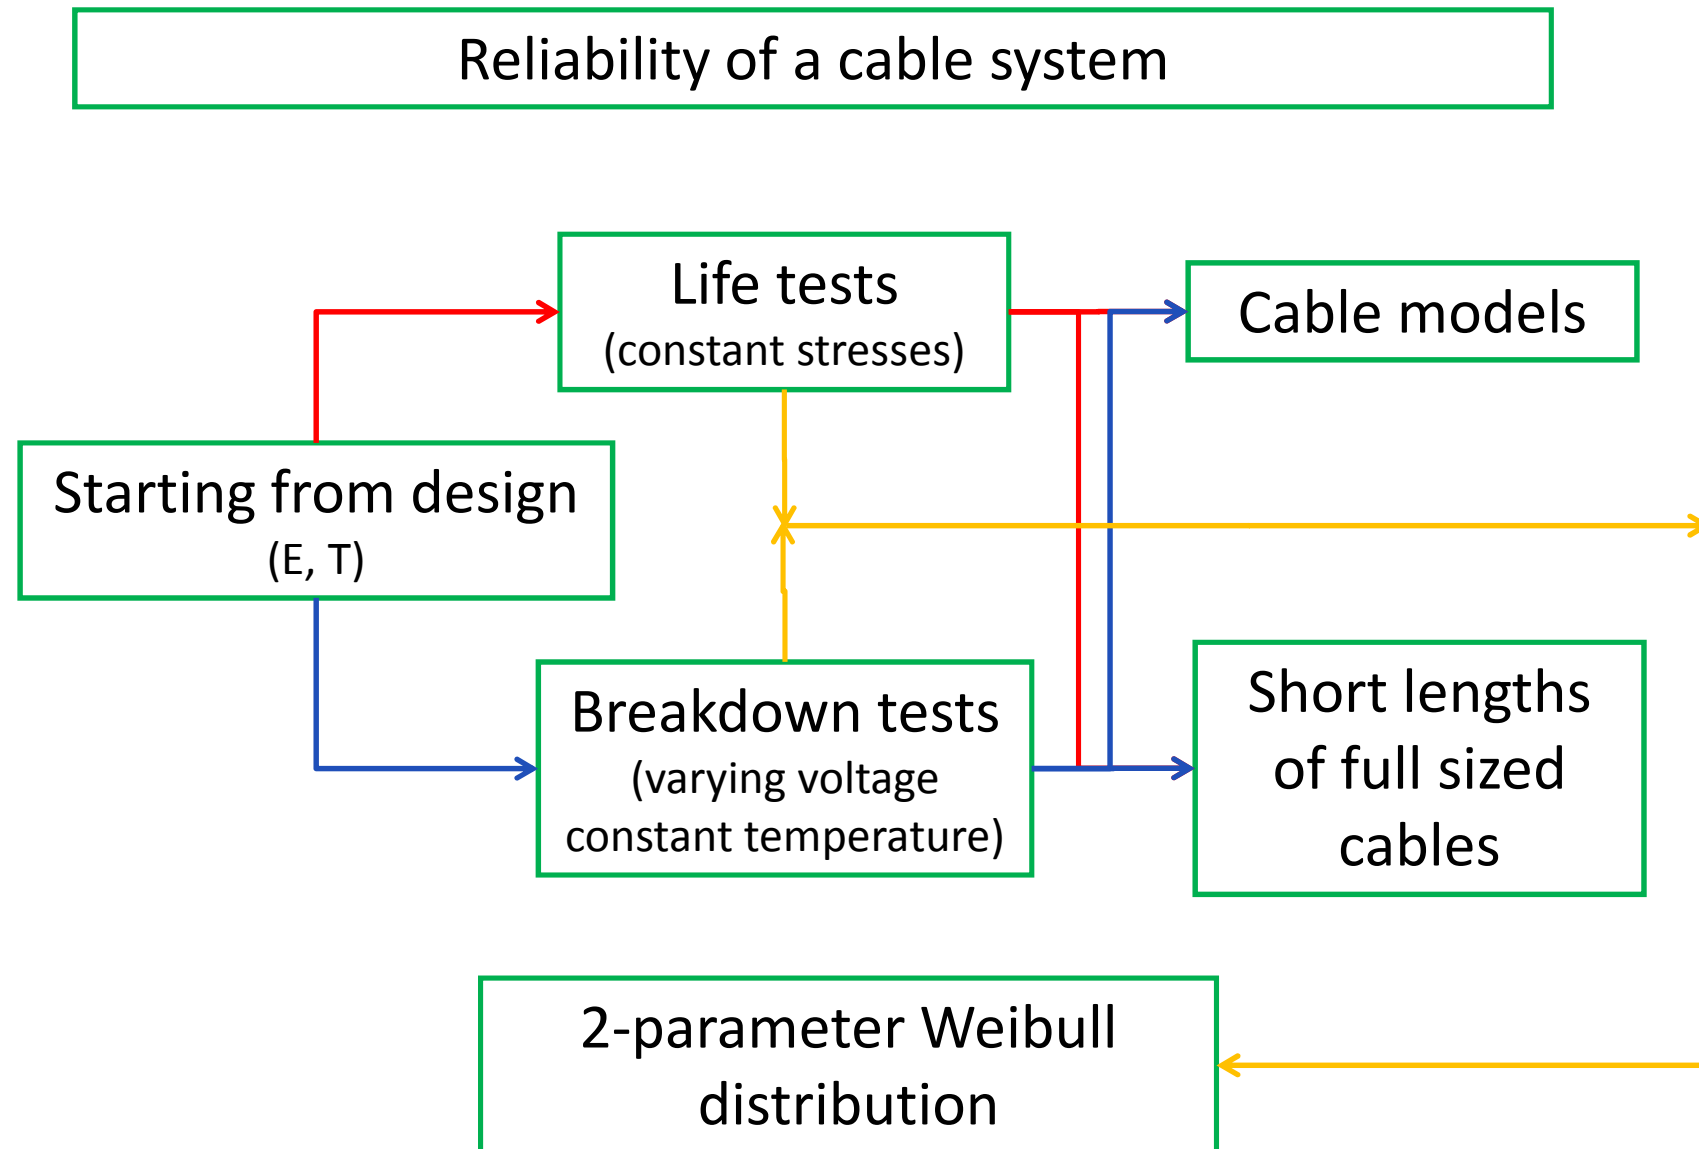 Reliability of a cable system
Life tests
(constant stresses)
Cable models
Starting from design
(E, T)
Breakdown tests
(varying voltage
constant temperature)
Short lengths
of full sized
cables
2-parameter Weibull
distribution